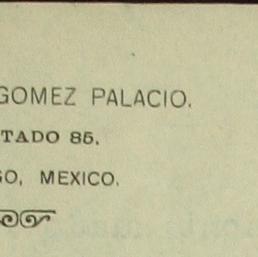 GOMEZ PALACIO.
TADO 85.
GO, MEXICO.